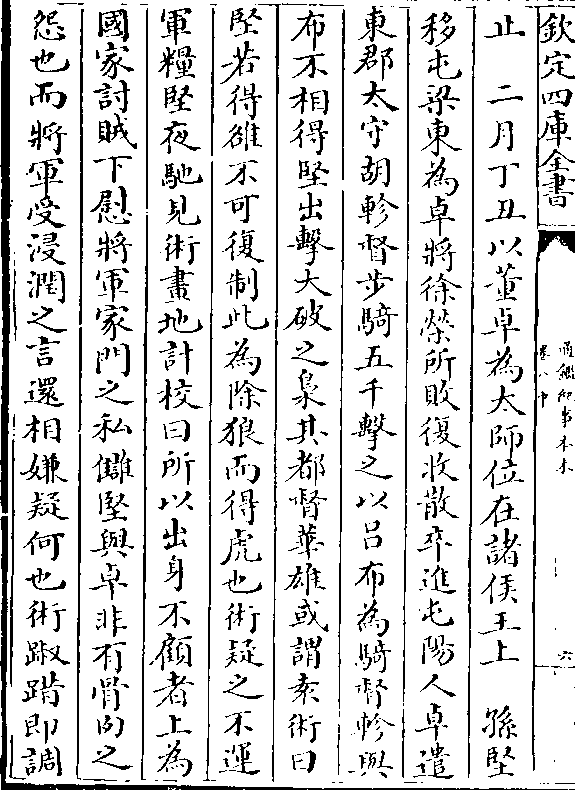 欽定四庫全書
通鑑紀事本末
卷八中
六
止　二月丁丑以董卓為太師位在諸侯王上　孫堅
移屯梁東為卓將徐榮所敗復收散卒進屯陽人卓遣
東郡太守胡軫督步騎五千擊之以呂布為騎督軫與
布不相得堅出擊大破之梟其都督華雄或謂袁術曰
堅若得雒不可復制此為除狼而得虎也術疑之不運
軍糧堅夜馳見術畫地計校曰所以出身不顧者上為
國家討賊下慰將軍家門之私讎堅與卓非有骨肉之
怨也而將軍受浸潤之言還相嫌疑何也術踧踖即調